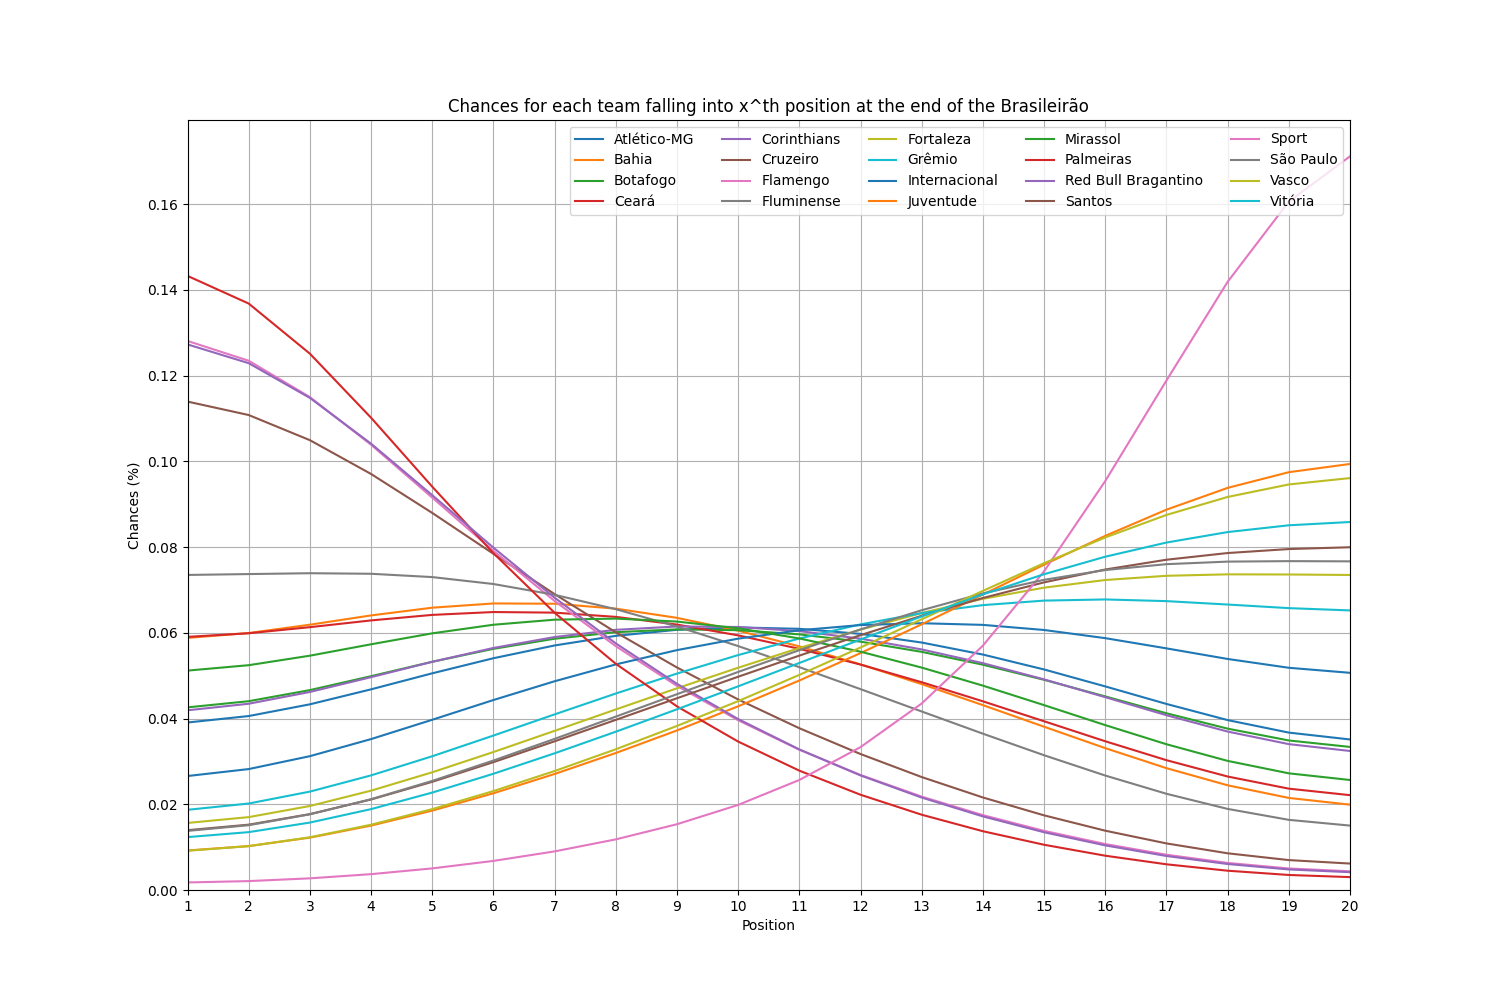 Chances for each team falling into x^th position at the end of the Brasileirão
Atlético-MG
Bahia
Botafogo
Ceará
Corinthians
Cruzeiro
Flamengo
Fluminense
Fortaleza
Grêmio
Internacional
Juventude
Mirassol
Palmeiras
Red Bull Bragantino
Santos
Sport
São Paulo
Vasco
Vitória
Chances (%)
0.16
0.14
0.12
0.10
0.08
0.06
0.04
0.02
0.00
1 2 3 4 5 6 7 8 9 10 11 12 13 14 15 16 17 18 19 20
Position